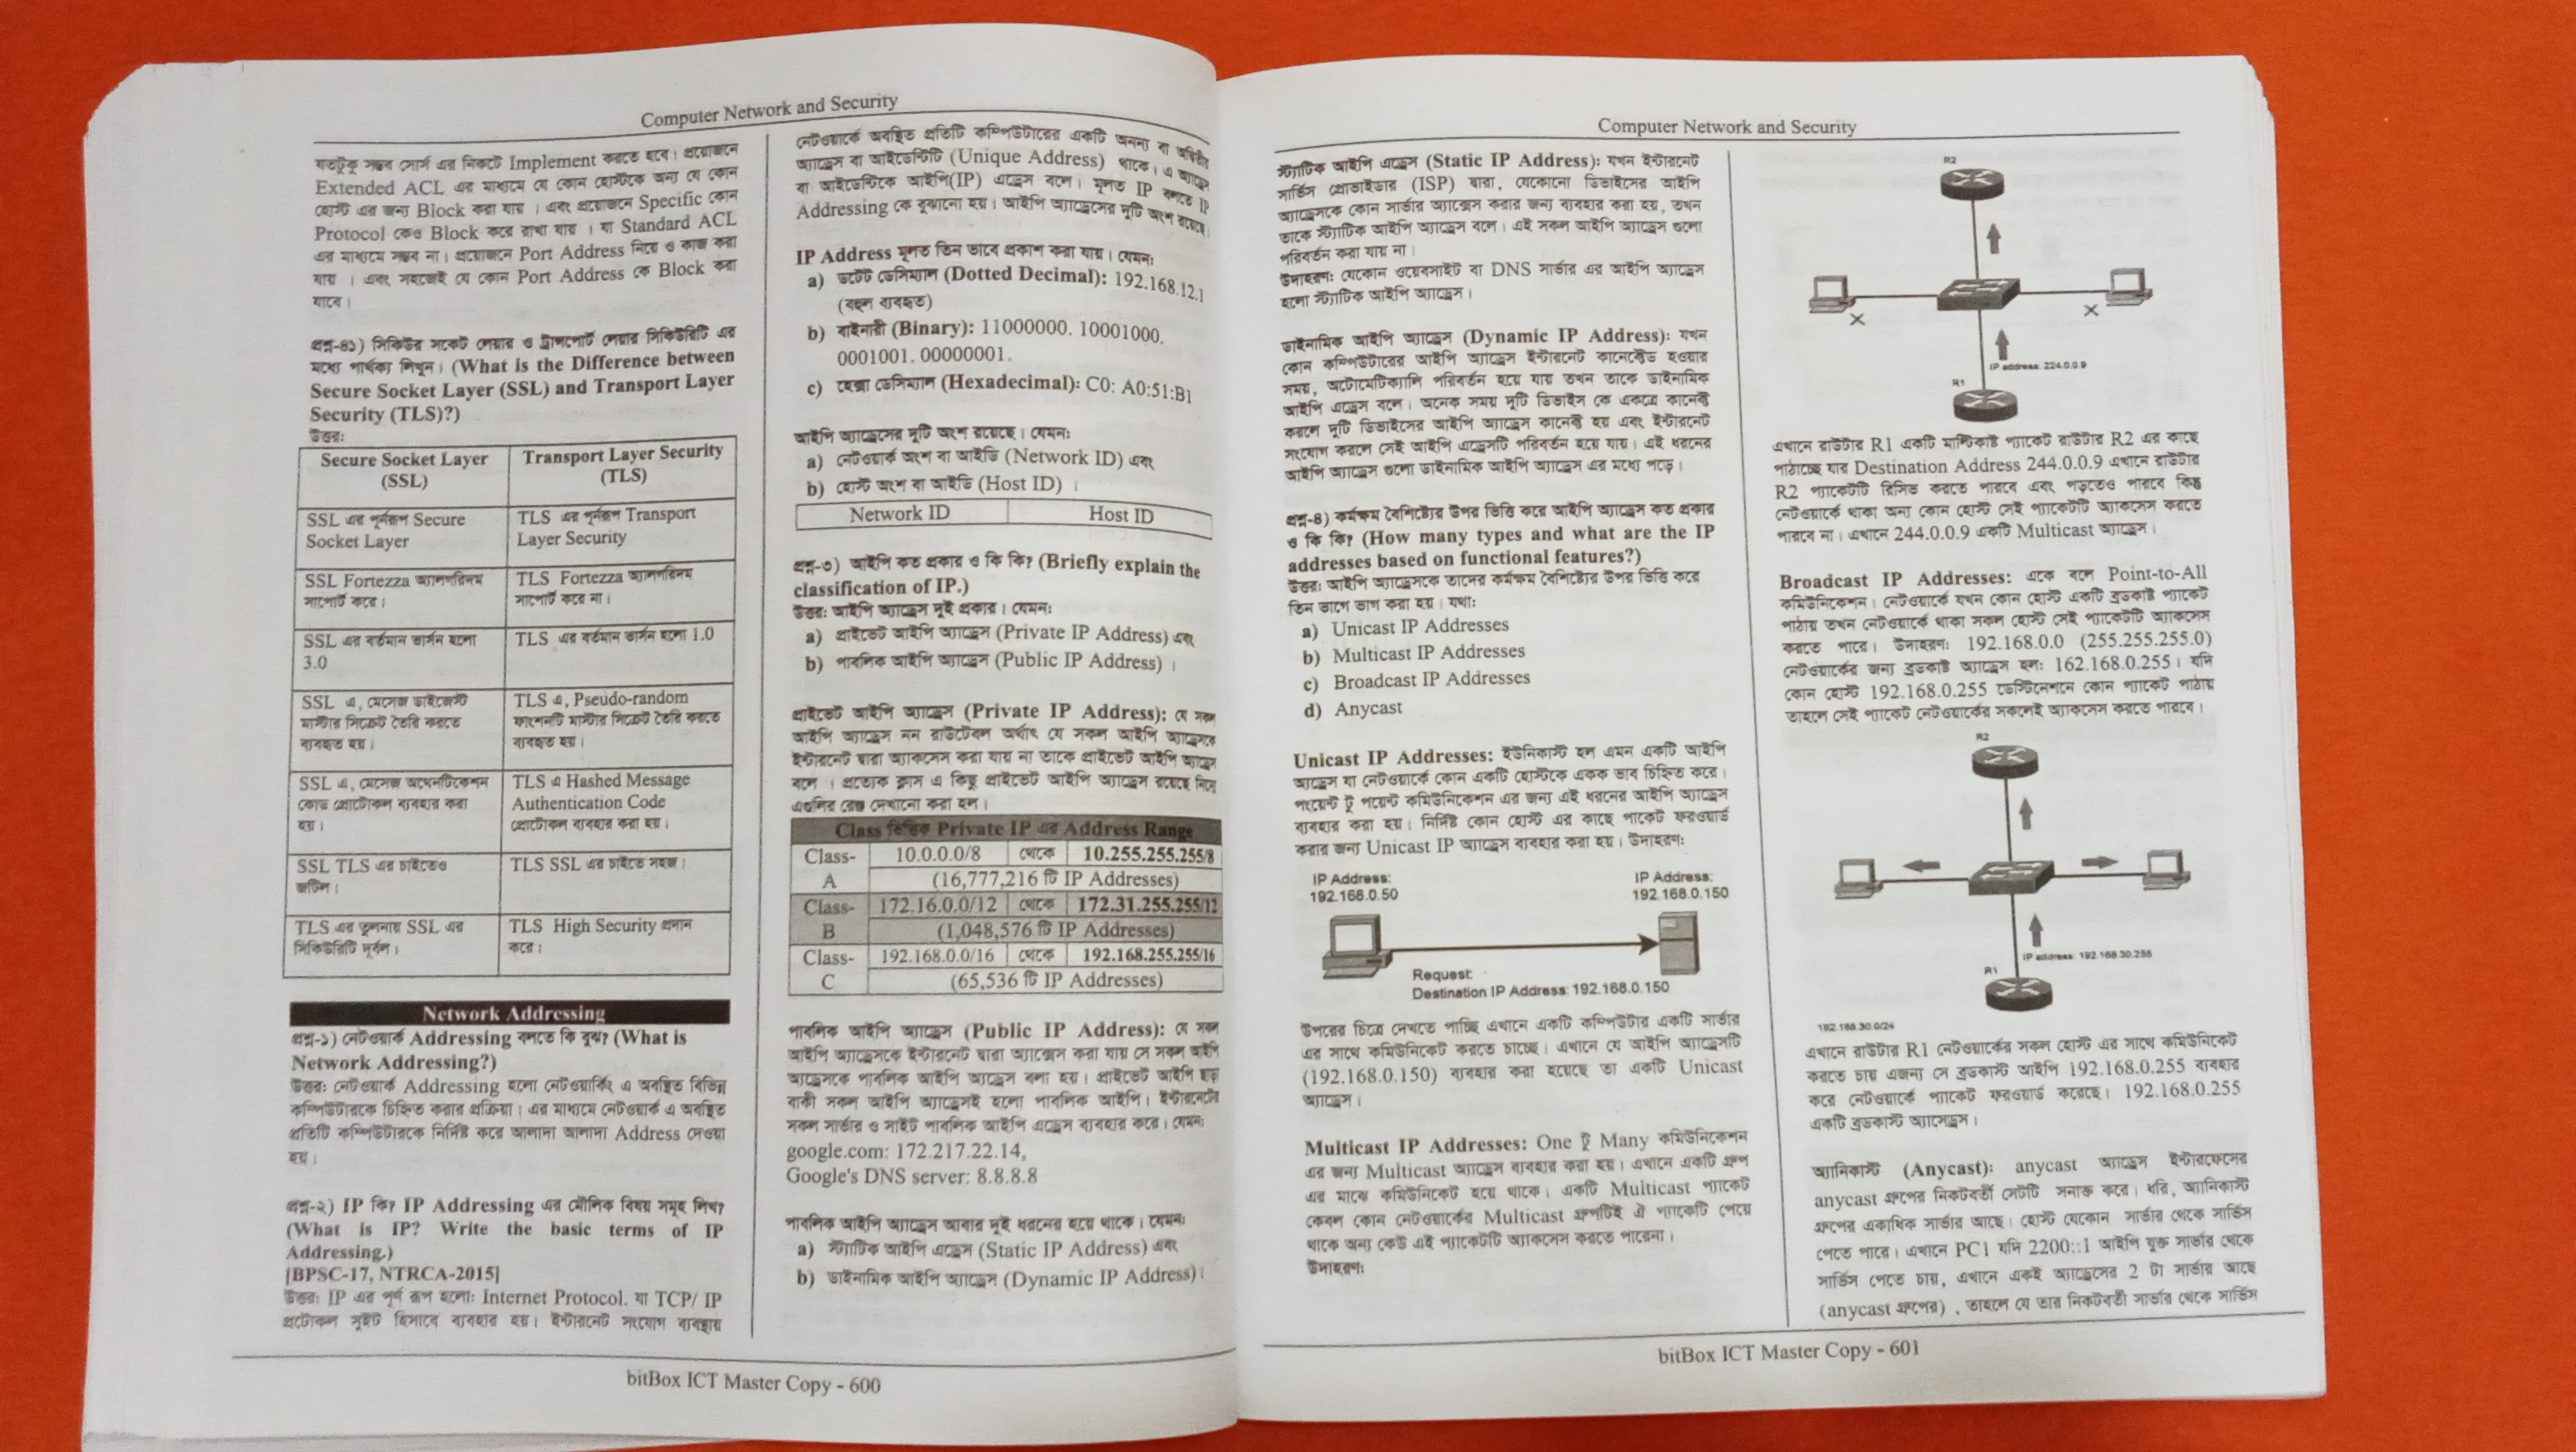 Computer Network and Security
যতটুকু সম্ভব সোর্স এর নিকটে Implement করতে হবে। প্রয়োজনে
Extended ACL এর মাধ্যমে যে কোন হোস্টকে অন্য যে কোন
হোস্ট এর জন্য Block করা যায় । এবং প্রয়োজনে Specific কোন
Protocol কেও Block করে রাখা যায় । যা Standard ACL
এর মাধ্যমে সম্ভব না। প্রয়োজনে Port Address নিয়ে ও কাজ করা
যায় । এবং সহজেই যে কোন Port Address কে Block করা
যাবে।
প্রশ্ন-৪১) সিকিউর সকেট লেয়ার ও ট্রান্সপোর্ট লেয়ার সিকিউরিটি এর
মধ্যে পার্থক্য লিখুন। (What is the Difference between
Secure Socket Layer (SSL) and Transport Layer
Security (TLS)?)
উত্তর:
Secure Socket Layer (SSL)
Transport Layer Security (TLS)
SSL এর পূর্নরূপ Secure Socket Layer
TLS এর পূর্নরূপ Transport Layer Security
SSL Fortezza অ্যালগরিদম সাপোর্ট করে।
TLS Fortezza অ্যালগরিদম সাপোর্ট করে না।
SSL এর বর্তমান ভার্সন হলো 3.0
TLS এর বর্তমান ভার্সন হলো 1.0
SSL এ, মেসেজ ডাইজেস্ট মাস্টার সিক্রেট তৈরি করতে ব্যবহৃত হয়।
TLS এ, Pseudo-random ফাংশনটি মাস্টার সিক্রেট তৈরি করতে ব্যবহৃত হয়।
SSL এ, মেসেজ অথেনটিকেশন কোড প্রোটোকল ব্যবহার করা হয়।
TLS এ Hashed Message Authentication Code প্রোটোকল ব্যবহার করা হয়।
SSL TLS এর চাইতেও জটিল।
TLS SSL এর চাইতে সহজ।
TLS এর তুলনায় SSL এর সিকিউরিটি দূর্বল।
TLS High Security প্রদান করে।
Network Addressing
প্রশ্ন-১) নেটওয়ার্ক Addressing বলতে কি বুঝ? (What is
Network Addressing?)
উত্তর: নেটওয়ার্ক Addressing হলো নেটওয়ার্কিং এ অবস্থিত বিভিন্ন
কম্পিউটারকে চিহ্নিত করার প্রক্রিয়া। এর মাধ্যমে নেটওয়ার্ক এ অবস্থিত
প্রতিটি কম্পিউটারকে নির্দিষ্ট করে আলাদা আলাদা Address দেওয়া
হয়।
প্রশ্ন-২) IP কি? IP Addressing এর মৌলিক বিষয় সমূহ লিখ?
(What is IP? Write the basic terms of IP
Addressing.)
[BPSC-17, NTRCA-2015]
উত্তর: IP এর পূর্ণ রূপ হলো: Internet Protocol. যা TCP/ IP
প্রটোকল সুইট হিসাবে ব্যবহার হয়। ইন্টারনেট সংযোগ ব্যবস্থায়
নেটওয়ার্কে অবস্থিত প্রতিটি কম্পিউটারের একটি অনন্য বা অদ্বিতীয়
অ্যাড্রেস বা আইডেন্টিটি (Unique Address) থাকে। এ অ্যাড্রেস
বা আইডেন্টিকে আইপি(IP) এড্রেস বলে। মূলত IP বলতে IP
Addressing কে বুঝানো হয়। আইপি অ্যাড্রেসের দুটি অংশ রয়েছে।
IP Address মূলত তিন ভাবে প্রকাশ করা যায়। যেমন:
a) ডটেট ডেসিম্যাল (Dotted Decimal): 192.168.12.1
(বহুল ব্যবহৃত)
b) বাইনারী (Binary): 11000000. 10001000.
0001001. 00000001.
c) হেক্সা ডেসিম্যাল (Hexadecimal): C0: A0:51:B1
আইপি অ্যাড্রেসের দুটি অংশ রয়েছে। যেমন:
a) নেটওয়ার্ক অংশ বা আইডি (Network ID) এবং
b) হোস্ট অংশ বা আইডি (Host ID) ।
Network ID Host ID
প্রশ্ন-৩) আইপি কত প্রকার ও কি কি? (Briefly explain the
classification of IP.)
উত্তর: আইপি অ্যাড্রেস দুই প্রকার। যেমন:
a) প্রাইভেট আইপি অ্যাড্রেস (Private IP Address) এবং
b) পাবলিক আইপি অ্যাড্রেস (Public IP Address) ।
প্রাইভেট আইপি অ্যাড্রেস (Private IP Address): যে সকল
আইপি অ্যাড্রেস নন রাউটেবল অর্থাৎ যে সকল আইপি অ্যাড্রেসকে
ইন্টারনেট দ্বারা অ্যাকসেস করা যায় না তাকে প্রাইভেট আইপি অ্যাড্রেস
বলে । প্রত্যেক ক্লাস এ কিছু প্রাইভেট আইপি অ্যাড্রেস রয়েছে নিম্নে
এগুলির রেঞ্জ দেখানো করা হল।
Class ভিত্তিক Private IP এর Address Range
Class-A 10.0.0.0/8 থেকে 10.255.255.255/8
(16,777,216 টি IP Addresses)
Class-B 172.16.0.0/12 থেকে 172.31.255.255/12
(1,048,576 টি IP Addresses)
Class-C 192.168.0.0/16 থেকে 192.168.255.255/16
(65,536 টি IP Addresses)
পাবলিক আইপি অ্যাড্রেস (Public IP Address): যে সকল
আইপি অ্যাড্রেসকে ইন্টারনেট দ্বারা অ্যাক্সেস করা যায় সে সকল আইপি
অ্যাড্রেসকে পাবলিক আইপি অ্যাড্রেস বলা হয়। প্রাইভেট আইপি ছাড়া
বাকী সকল আইপি অ্যাড্রেসই হলো পাবলিক আইপি। ইন্টারনেটের
সকল সার্ভার ও সাইট পাবলিক আইপি এড্রেস ব্যবহার করে। যেমন:
google.com: 172.217.22.14,
Google's DNS server: 8.8.8.8
পাবলিক আইপি অ্যাড্রেস আবার দুই ধরনের হয়ে থাকে। যেমন:
a) স্ট্যাটিক আইপি এড্রেস (Static IP Address) এবং
b) ডাইনামিক আইপি অ্যাড্রেস (Dynamic IP Address)।
bitBox ICT Master Copy - 600
Computer Network and Security
স্ট্যাটিক আইপি এড্রেস (Static IP Address): যখন ইন্টারনেট
সার্ভিস প্রোভাইডার (ISP) দ্বারা, যেকোনো ডিভাইসের আইপি
অ্যাড্রেসকে কোন সার্ভার অ্যাক্সেস করার জন্য ব্যবহার করা হয়, তখন
তাকে স্ট্যাটিক আইপি অ্যাড্রেস বলে। এই সকল আইপি অ্যাড্রেস গুলো
পরিবর্তন করা যায় না।
উদাহরণ: যেকোন ওয়েবসাইট বা DNS সার্ভার এর আইপি অ্যাড্রেস
হলো স্ট্যাটিক আইপি অ্যাড্রেস।
ডাইনামিক আইপি অ্যাড্রেস (Dynamic IP Address): যখন
কোন কম্পিউটারের আইপি অ্যাড্রেস ইন্টারনেট কানেক্টেড হওয়ার
সময়, অটোমেটিক্যালি পরিবর্তন হয়ে যায় তখন তাকে ডাইনামিক
আইপি এড্রেস বলে। অনেক সময় দুটি ডিভাইস কে একত্রে কানেক্ট
করলে দুটি ডিভাইসের আইপি অ্যাড্রেস কানেক্ট হয় এবং ইন্টারনেট
সংযোগ করলে সেই আইপি এড্রেসটি পরিবর্তন হয়ে যায়। এই ধরনের
আইপি অ্যাড্রেস গুলো ডাইনামিক আইপি অ্যাড্রেস এর মধ্যে পড়ে।
প্রশ্ন-৪) কর্মক্ষম বৈশিষ্ট্যের উপর ভিত্তি করে আইপি অ্যাড্রেস কত প্রকার
ও কি কি? (How many types and what are the IP
addresses based on functional features?)
উত্তর: আইপি অ্যাড্রেসকে তাদের কর্মক্ষম বৈশিষ্ট্যের উপর ভিত্তি করে
তিন ভাগে ভাগ করা হয়। যথা:
a) Unicast IP Addresses
b) Multicast IP Addresses
c) Broadcast IP Addresses
d) Anycast
Unicast IP Addresses: ইউনিকাস্ট হল এমন একটি আইপি
অ্যাড্রেস যা নেটওয়ার্কে কোন একটি হোস্টকে একক ভাব চিহ্নিত করে।
পয়েন্ট টু পয়েন্ট কমিউনিকেশন এর জন্য এই ধরনের আইপি অ্যাড্রেস
ব্যবহার করা হয়। নির্দিষ্ট কোন হোস্ট এর কাছে পাকেট ফরওয়ার্ড
করার জন্য Unicast IP অ্যাড্রেস ব্যবহার করা হয়। উদাহরণ:
IP Address: 192.168.0.50
IP Address: 192.168.0.150
Request:
Destination IP Address: 192.168.0.150
উপরের চিত্রে দেখতে পাচ্ছি এখানে একটি কম্পিউটার একটি সার্ভার
এর সাথে কমিউনিকেট করতে চাচ্ছে। এখানে যে আইপি অ্যাড্রেসটি
(192.168.0.150) ব্যবহার করা হয়েছে তা একটি Unicast
অ্যাড্রেস।
Multicast IP Addresses: One টু Many কমিউনিকেশন
এর জন্য Multicast অ্যাড্রেস ব্যবহার করা হয়। এখানে একটি গ্রুপ
এর মাঝে কমিউনিকেট হয়ে থাকে। একটি Multicast প্যাকেট
কেবল কোন নেটওয়ার্কের Multicast গ্রুপটিই ঐ প্যাকেটি পেয়ে
থাকে অন্য কেউ এই প্যাকেটটি অ্যাকসেস করতে পারেনা।
উদাহরণ:
R2
IP address: 224.0.0.9
R1
এখানে রাউটার R1 একটি মাল্টিকাষ্ট প্যাকেট রাউটার R2 এর কাছে
পাঠাচ্ছে যার Destination Address 244.0.0.9 এখানে রাউটার
R2 প্যাকেটটি রিসিভ করতে পারবে এবং পড়তেও পারবে কিন্তু
নেটওয়ার্কে থাকা অন্য কোন হোস্ট সেই প্যাকেটটি অ্যাকসেস করতে
পারবে না। এখানে 244.0.0.9 একটি Multicast অ্যাড্রেস।
Broadcast IP Addresses: একে বলে Point-to-All
কমিউনিকেশন। নেটওয়ার্কে যখন কোন হোস্ট একটি ব্রডকাষ্ট প্যাকেট
পাঠায় তখন নেটওয়ার্কে থাকা সকল হোস্ট সেই প্যাকেটটি অ্যাকসেস
করতে পারে। উদাহরণ: 192.168.0.0 (255.255.255.0)
নেটওয়ার্কের জন্য ব্রডকাষ্ট অ্যাড্রেস হল: 162.168.0.255। যদি
কোন হোস্ট 192.168.0.255 ডেস্টিনেশনে কোন প্যাকেট পাঠায়
তাহলে সেই প্যাকেট নেটওয়ার্কের সকলেই অ্যাকসেস করতে পারবে।
R2
IP address: 192.168.30.255
R1
192.168.30.0/24
এখানে রাউটার R1 নেটওয়ার্কের সকল হোস্ট এর সাথে কমিউনিকেট
করতে চায় এজন্য সে ব্রডকাস্ট আইপি 192.168.0.255 ব্যবহার
করে নেটওয়ার্কে প্যাকেট ফরওয়ার্ড করেছে। 192.168.0.255
একটি ব্রডকাস্ট অ্যাসেড্রস।
অ্যানিকাস্ট (Anycast): anycast অ্যাড্রেস ইন্টারফেসের
anycast গ্রুপের নিকটবর্তী সেটটি সনাক্ত করে। ধরি, অ্যানিকাস্ট
গ্রুপের একাধিক সার্ভার আছে। হোস্ট যেকোন সার্ভার থেকে সার্ভিস
পেতে পারে। এখানে PC1 যদি 2200::1 আইপি যুক্ত সার্ভার থেকে
সার্ভিস পেতে চায়, এখানে একই অ্যাড্রেসের 2 টা সার্ভার আছে
(anycast গ্রুপের) , তাহলে যে তার নিকটবর্তী সার্ভার থেকে সার্ভিস
bitBox ICT Master Copy - 601